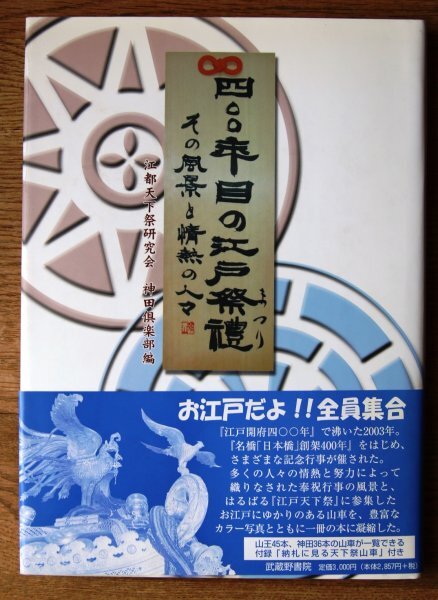 四〇〇年目の江戸祭禮
まつり
その風景と情熱の人々
江都天下祭研究会　神田倶楽部編
お江戸だよ!!全員集合
『江戸開府四〇〇年』で沸いた2003年。
『名橋「日本橋」創架400年』をはじめ、
さまざまな記念行事が催された。
多くの人々の情熱と努力によって
織りなされた奉祝行事の風景と、
はるばる『江戸天下祭』に参集した
お江戸にゆかりのある山車を、豊富な
カラー写真とともに一冊の本に凝縮した。
山王45本、神田36本の山車が一覧できる
付録「納札に見る天下祭山車」付き
武蔵野書院　定価3,000円（本体2,857円+税）